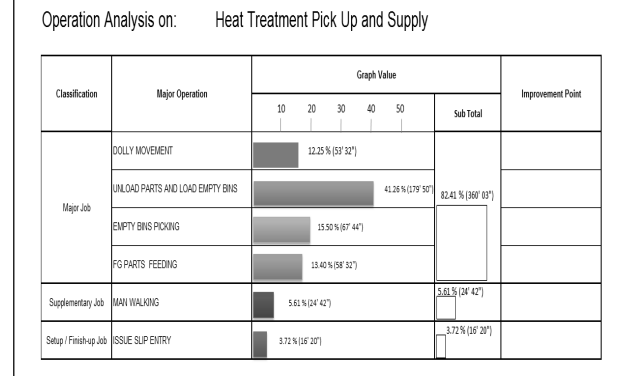 Operation Analysis on: Heat Treatment Pick Up and Supply
Classification
Major Operation
Graph Value
Improvement Point
10 20 30 40 50
Sub Total
Major Job
DOLLY MOVEMENT
12.25 % (53' 32")
UNLOAD PARTS AND LOAD EMPTY BINS
41.26 % (179' 50")
82.41 % (360' 03")
EMPTY BINS PICKING
15.50 % (67' 44")
FG PARTS FEEDING
13.40 % (58' 32")
Supplementary Job
MAN WALKING
5.61 % (24' 42")
5.61 % (24' 42")
Setup / Finish-up Job
ISSUE SLIP ENTRY
3.72 % (16' 20")
3.72 % (16' 20")